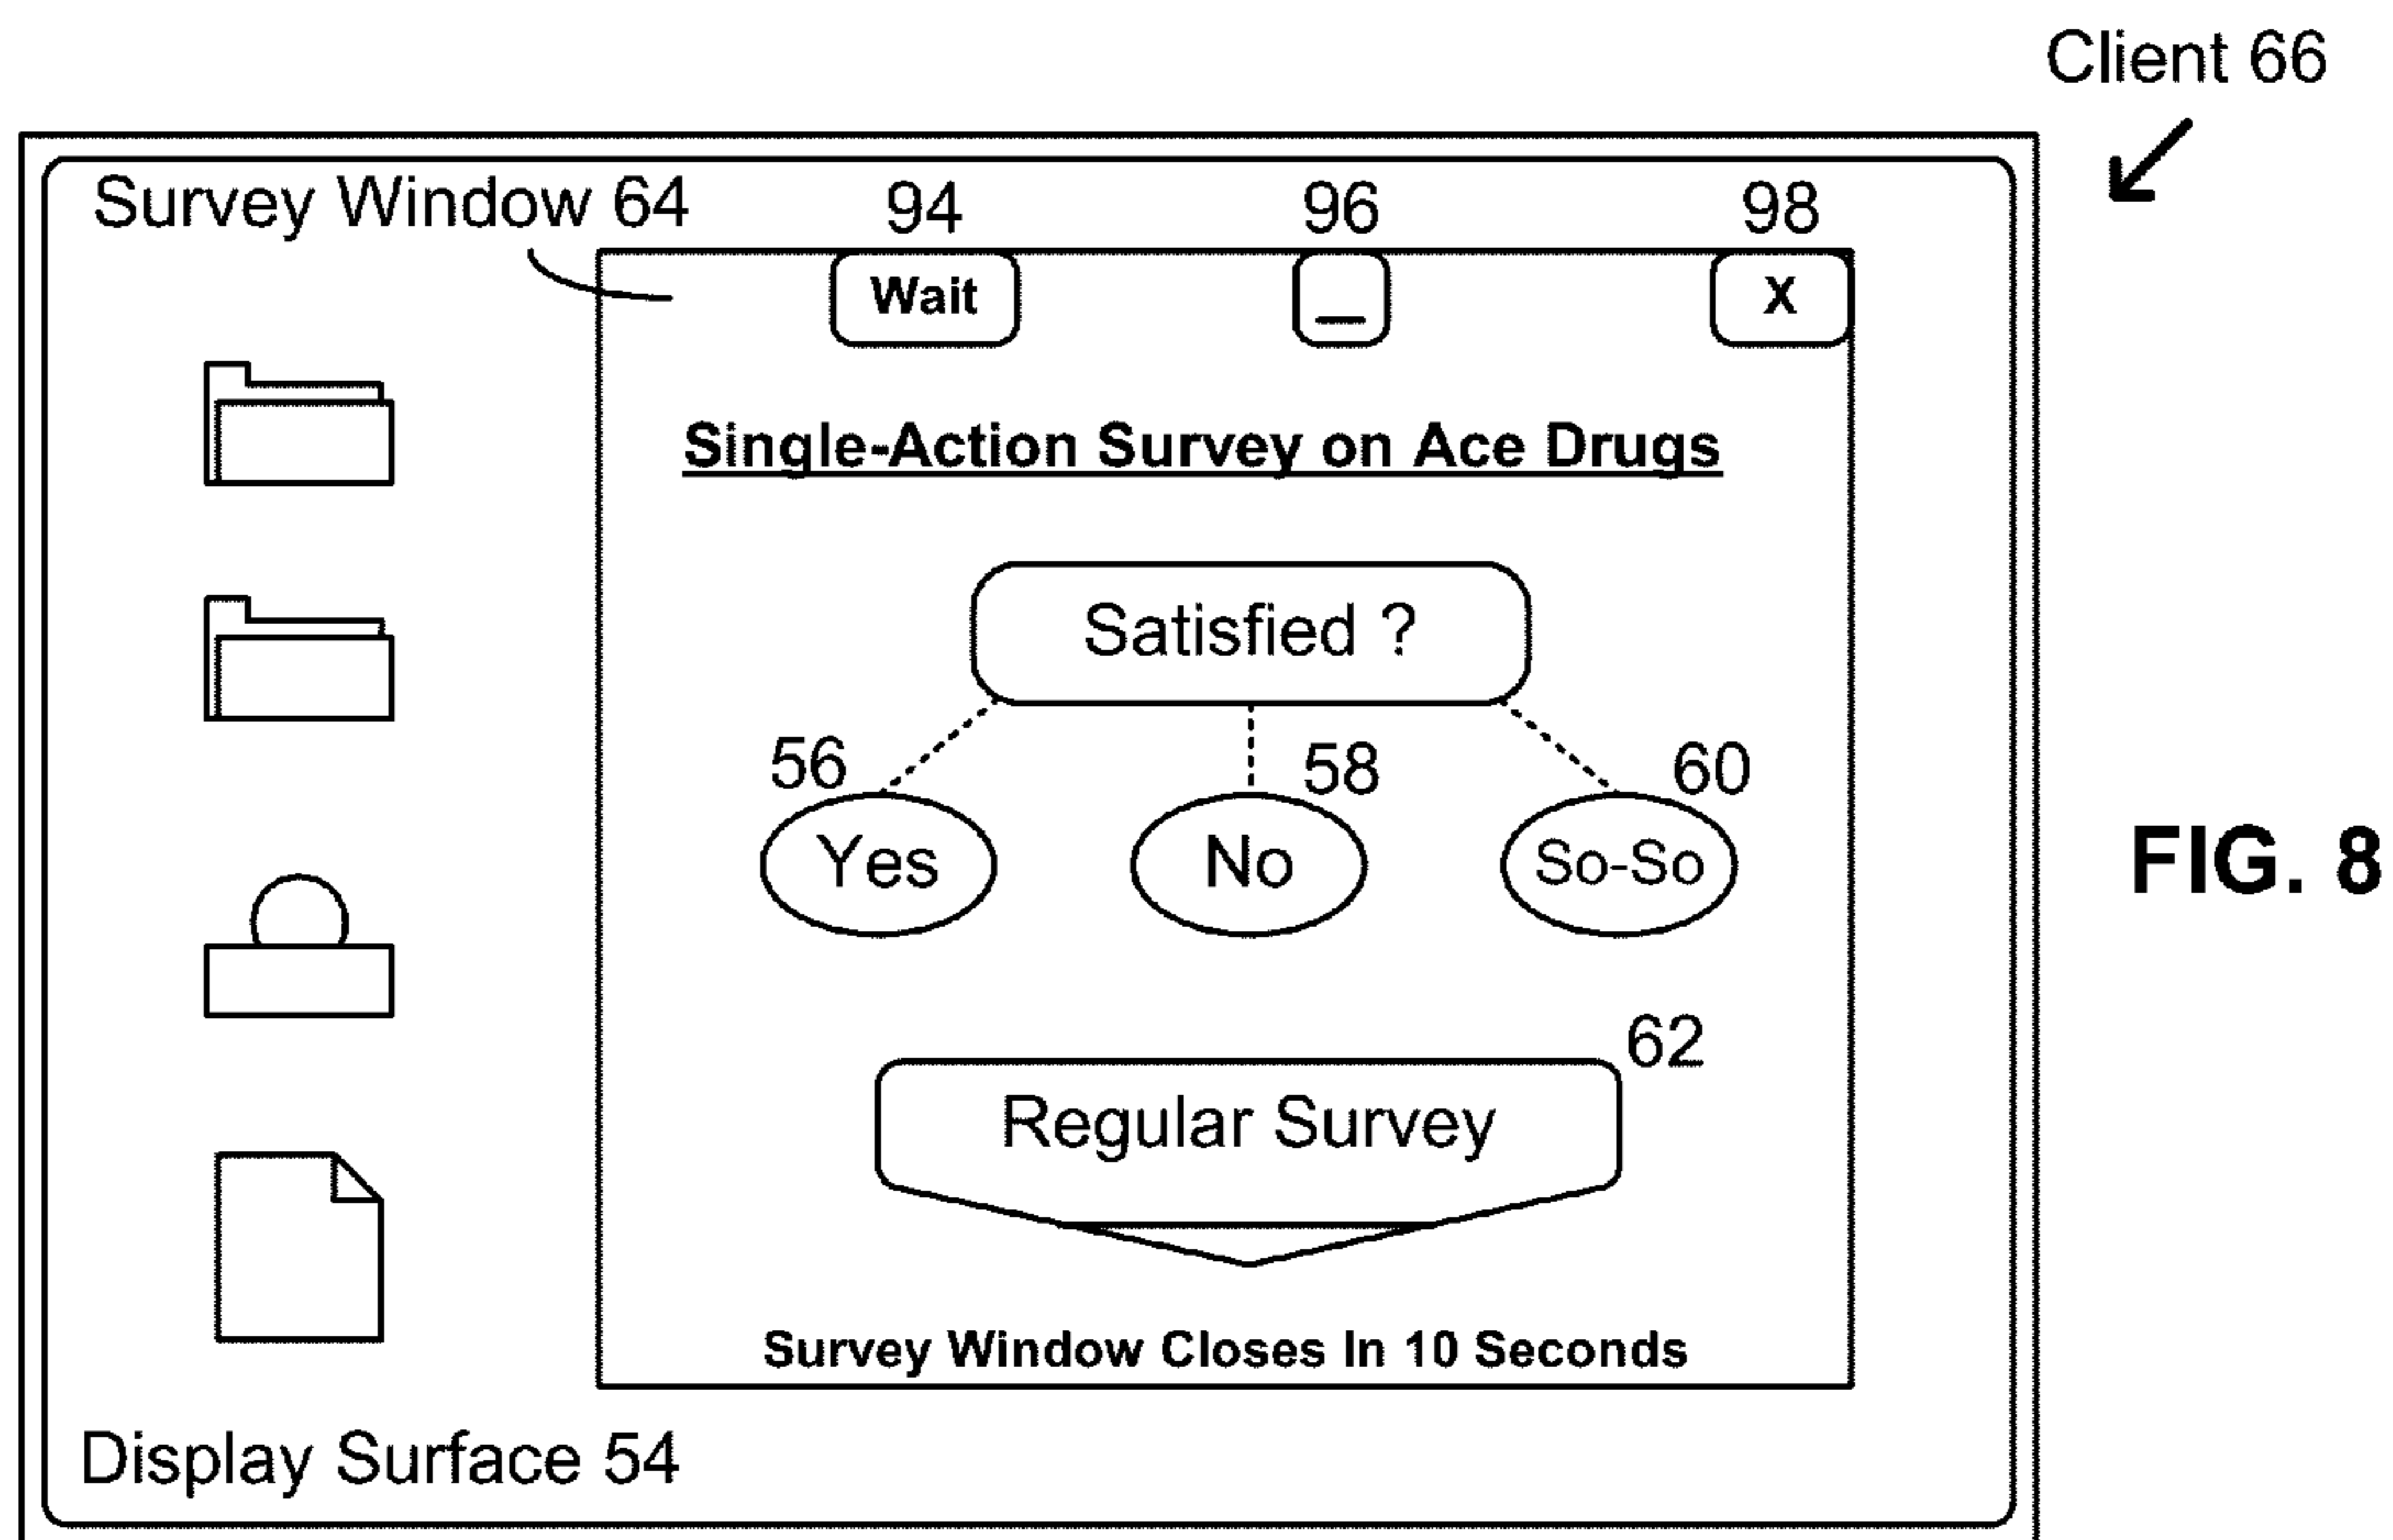 Client 66
Survey Window 64
94
96
98
Wait
_
X
Single-Action Survey on Ace Drugs
Satisfied ?
56
58
60
Yes
No
So-So
FIG. 8
62
Regular Survey
Survey Window Closes In 10 Seconds
Display Surface 54